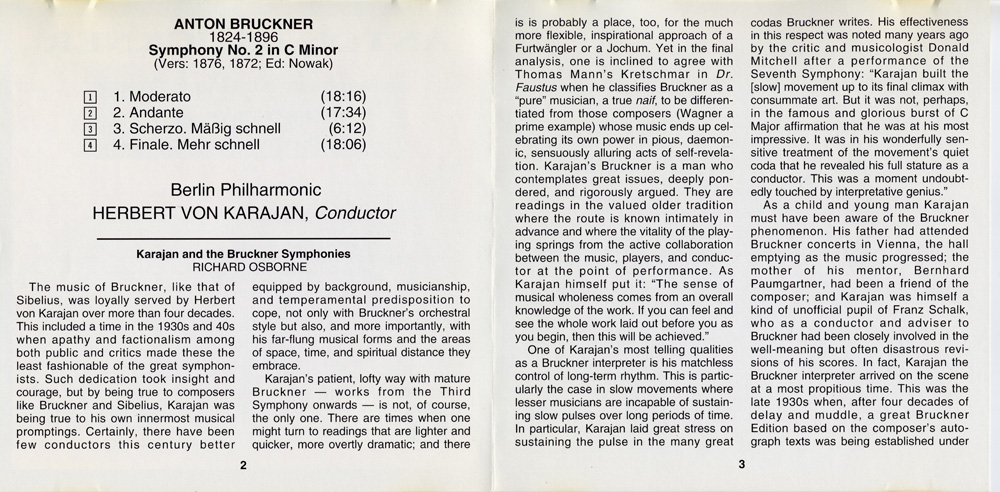 ANTON BRUCKNER
1824-1896
Symphony No. 2 in C Minor
(Vers: 1876, 1872; Ed: Nowak)
1 1. Moderato (18:16)
2 2. Andante (17:34)
3 3. Scherzo. Mäßig schnell (6:12)
4 4. Finale. Mehr schnell (18:06)
Berlin Philharmonic
HERBERT VON KARAJAN, Conductor
Karajan and the Bruckner Symphonies
RICHARD OSBORNE
The music of Bruckner, like that of
Sibelius, was loyally served by Herbert
von Karajan over more than four decades.
This included a time in the 1930s and 40s
when apathy and factionalism among
both public and critics made these the
least fashionable of the great symphon-
ists. Such dedication took insight and
courage, but by being true to composers
like Bruckner and Sibelius, Karajan was
being true to his own innermost musical
promptings. Certainly, there have been
few conductors this century better
equipped by background, musicianship,
and temperamental predisposition to
cope, not only with Bruckner's orchestral
style but also, and more importantly, with
his far-flung musical forms and the areas
of space, time, and spiritual distance they
embrace.
Karajan's patient, lofty way with mature
Bruckner — works from the Third
Symphony onwards — is not, of course,
the only one. There are times when one
might turn to readings that are lighter and
quicker, more overtly dramatic; and there
2
is is probably a place, too, for the much
more flexible, inspirational approach of a
Furtwängler or a Jochum. Yet in the final
analysis, one is inclined to agree with
Thomas Mann's Kretschmar in Dr.
Faustus when he classifies Bruckner as a
"pure" musician, a true naif, to be differen-
tiated from those composers (Wagner a
prime example) whose music ends up cel-
ebrating its own power in pious, daemon-
ic, sensuously alluring acts of self-revela-
tion. Karajan's Bruckner is a man who
contemplates great issues, deeply pon-
dered, and rigorously argued. They are
readings in the valued older tradition
where the route is known intimately in
advance and where the vitality of the play-
ing springs from the active collaboration
between the music, players, and conduc-
tor at the point of performance. As
Karajan himself put it: "The sense of
musical wholeness comes from an overall
knowledge of the work. If you can feel and
see the whole work laid out before you as
you begin, then this will be achieved."
One of Karajan's most telling qualities
as a Bruckner interpreter is his matchless
control of long-term rhythm. This is partic-
ularly the case in slow movements where
lesser musicians are incapable of sustain-
ing slow pulses over long periods of time.
In particular, Karajan laid great stress on
sustaining the pulse in the many great
codas Bruckner writes. His effectiveness
in this respect was noted many years ago
by the critic and musicologist Donald
Mitchell after a performance of the
Seventh Symphony: "Karajan built the
[slow] movement up to its final climax with
consummate art. But it was not, perhaps,
in the famous and glorious burst of C
Major affirmation that he was at his most
impressive. It was in his wonderfully sen-
sitive treatment of the movement's quiet
coda that he revealed his full stature as a
conductor. This was a moment undoubt-
edly touched by interpretative genius."
As a child and young man Karajan
must have been aware of the Bruckner
phenomenon. His father had attended
Bruckner concerts in Vienna, the hall
emptying as the music progressed; the
mother of his mentor, Bernhard
Paumgartner, had been a friend of the
composer; and Karajan was himself a
kind of unofficial pupil of Franz Schalk,
who as a conductor and adviser to
Bruckner had been closely involved in the
well-meaning but often disastrous revi-
sions of his scores. In fact, Karajan the
Bruckner interpreter arrived on the scene
at a most propitious time. This was the
late 1930s when, after four decades of
delay and muddle, a great Bruckner
Edition based on the composer's auto-
graph texts was being established under
3